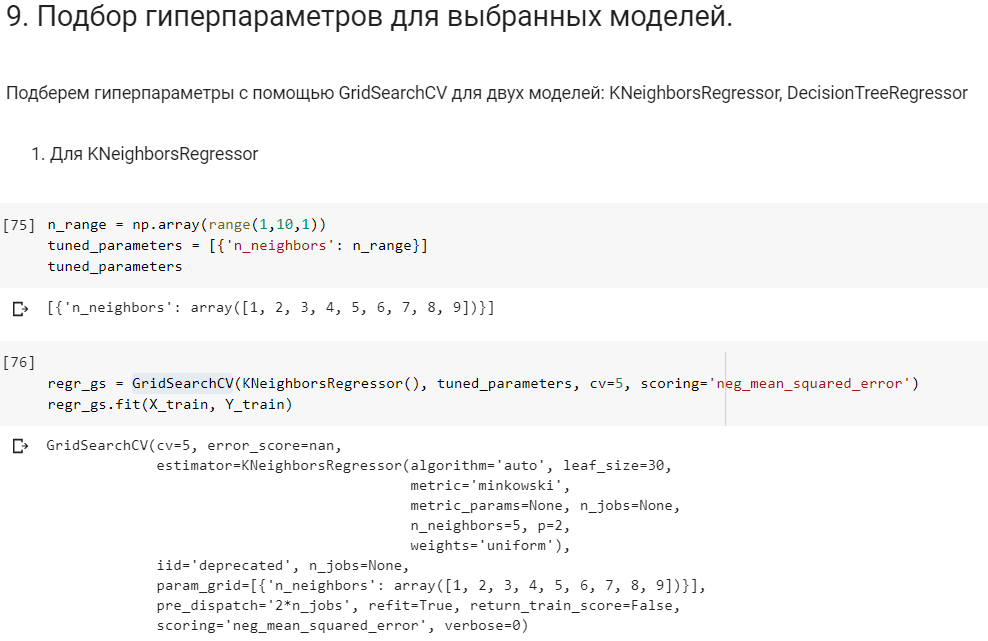 9. Подбор гиперпараметров для выбранных моделей.
Подберем гиперпараметры с помощью GridSearchCV для двух моделей: KNeighborsRegressor, DecisionTreeRegressor
1. Для KNeighborsRegressor
[75] n_range = np.array(range(1,10,1))
tuned_parameters = [{'n_neighbors': n_range}]
tuned_parameters
[{'n_neighbors': array([1, 2, 3, 4, 5, 6, 7, 8, 9])}]
[76]
regr_gs = GridSearchCV(KNeighborsRegressor(), tuned_parameters, cv=5, scoring='neg_mean_squared_error')
regr_gs.fit(X_train, Y_train)
GridSearchCV(cv=5, error_score=nan,
estimator=KNeighborsRegressor(algorithm='auto', leaf_size=30,
metric='minkowski',
metric_params=None, n_jobs=None,
n_neighbors=5, p=2,
weights='uniform'),
iid='deprecated', n_jobs=None,
param_grid=[{'n_neighbors': array([1, 2, 3, 4, 5, 6, 7, 8, 9])}],
pre_dispatch='2*n_jobs', refit=True, return_train_score=False,
scoring='neg_mean_squared_error', verbose=0)